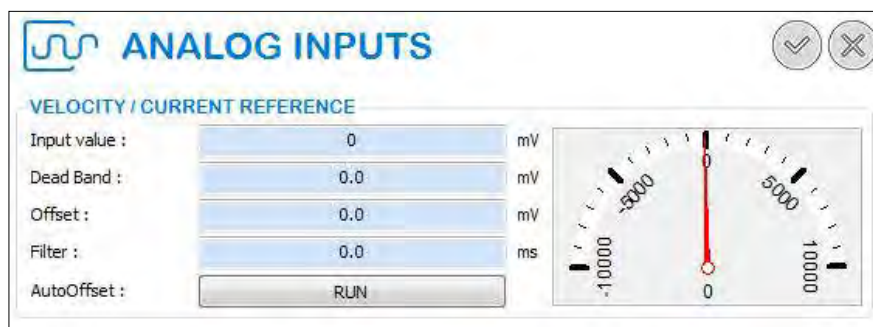 ANALOG INPUTS
VELOCITY / CURRENT REFERENCE
Input value : 0 mV
Dead Band : 0.0 mV
Offset : 0.0 mV
Filter : 0.0 ms
AutoOffset : RUN
-10000 -5000 0 5000 10000
0